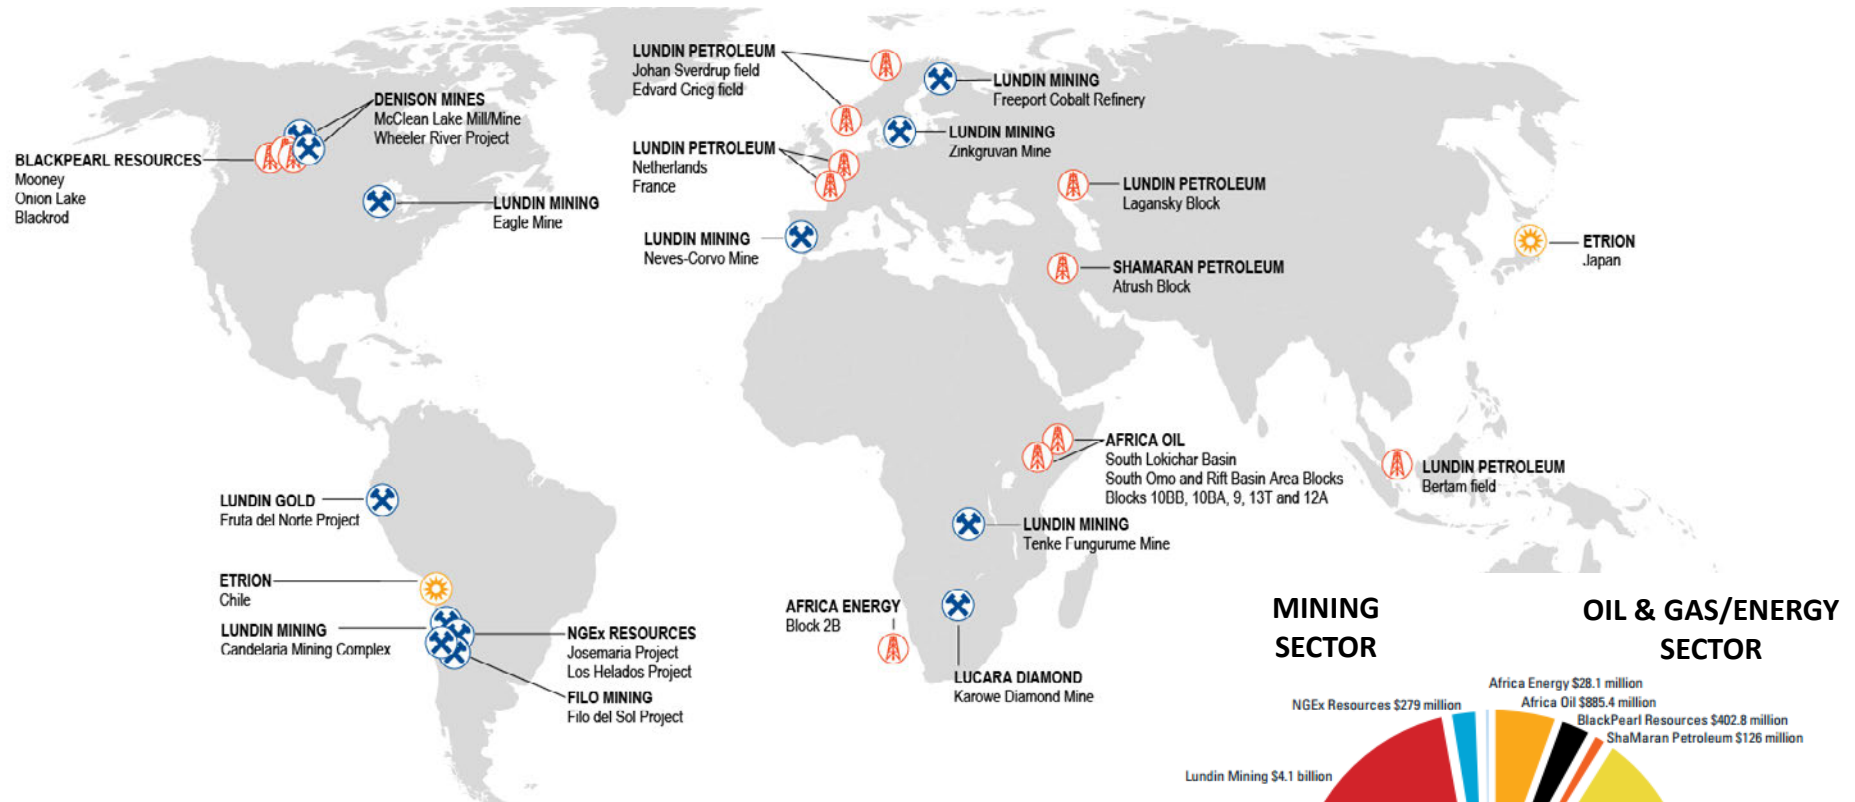 LUNDIN PETROLEUM
Johan Sverdrup field
Edvard Grieg field
LUNDIN MINING
Freeport Cobalt Refinery
DENISON MINES
McClean Lake Mill/Mine
Wheeler River Project
LUNDIN MINING
Zinkgruvan Mine
BLACKPEARL RESOURCES
Mooney
Onion Lake
Blackrod
LUNDIN PETROLEUM
Netherlands
France
LUNDIN PETROLEUM
Lagansky Block
LUNDIN MINING
Eagle Mine
LUNDIN MINING
Neves-Corvo Mine
ETRION
Japan
SHAMARAN PETROLEUM
Atrush Block
AFRICA OIL
South Lokichar Basin
South Omo and Rift Basin Area Blocks
Blocks 10BB, 10BA, 9, 13T and 12A
LUNDIN PETROLEUM
Bertam field
LUNDIN GOLD
Fruta del Norte Project
LUNDIN MINING
Tenke Fungurume Mine
ETRION
Chile
AFRICA ENERGY
Block 2B
LUNDIN MINING
Candelaria Mining Complex
NGEx RESOURCES
Josemaria Project
Los Helados Project
LUCARA DIAMOND
Karowe Diamond Mine
FILO MINING
Filo del Sol Project
MINING
SECTOR
OIL & GAS/ENERGY
SECTOR
Africa Energy $28.1 million
NGEx Resources $279 million
Africa Oil $885.4 million
BlackPearl Resources $402.8 million
ShaMaran Petroleum $126 million
Lundin Mining $4.1 billion